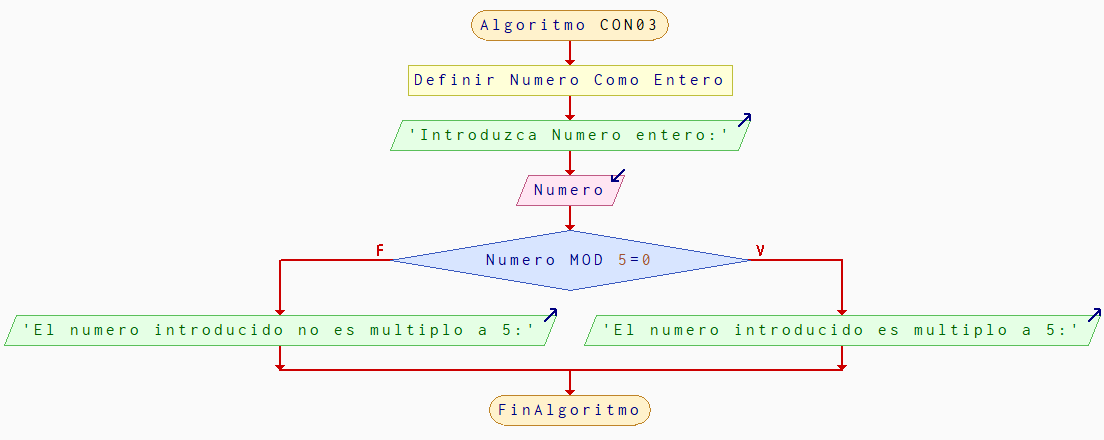 Algoritmo CON03
Definir Numero Como Entero
'Introduzca Numero entero:'
Numero
Numero MOD 5=0
F
V
'El numero introducido no es multiplo a 5:'
'El numero introducido es multiplo a 5:'
FinAlgoritmo